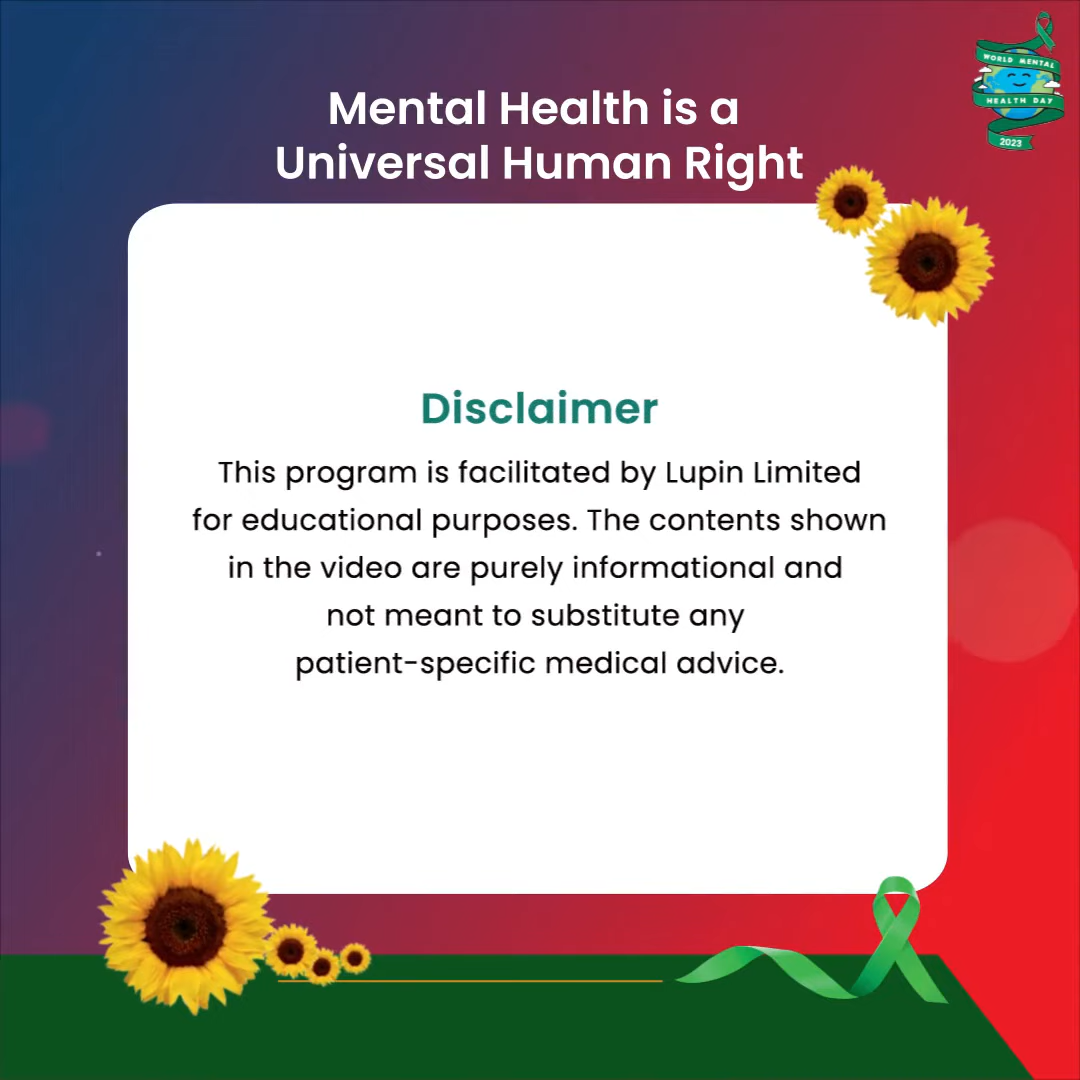 WORLD MENTAL
HEALTH DAY
2023
Mental Health is a
Universal Human Right
Disclaimer
This program is facilitated by Lupin Limited
for educational purposes. The contents shown
in the video are purely informational and
not meant to substitute any
patient-specific medical advice.